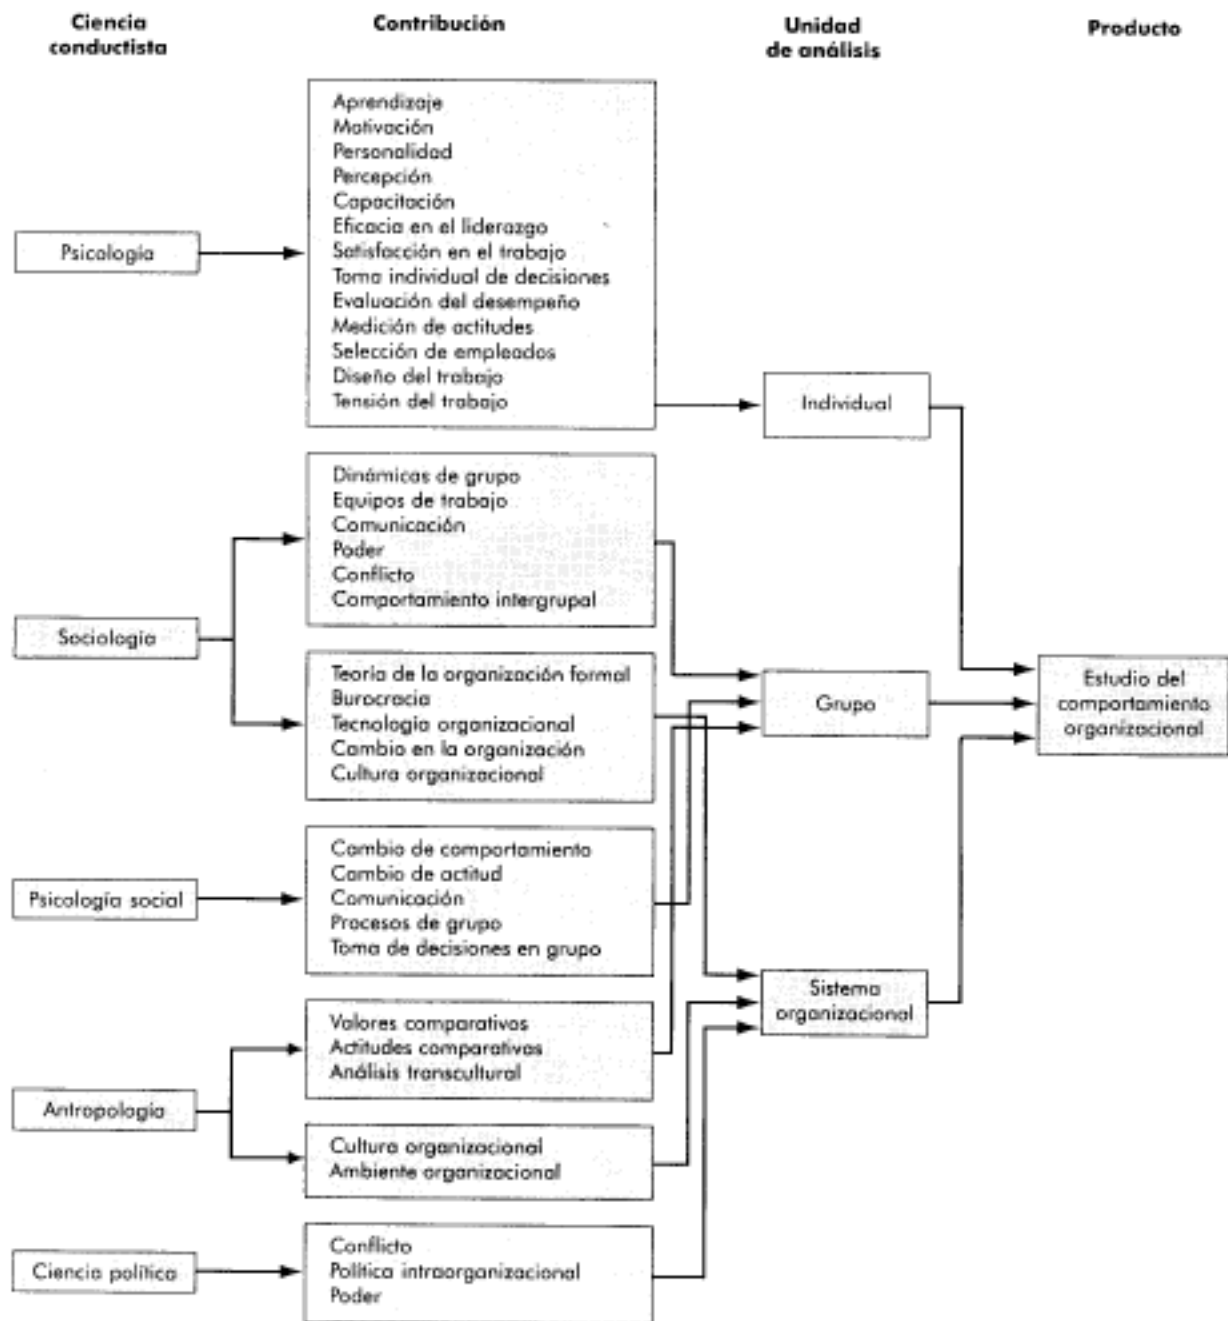 Ciencia
conductista
Contribución
Unidad
de análisis
Producto
Psicología
Aprendizaje
Motivación
Personalidad
Percepción
Capacitación
Eficacia en el liderazgo
Satisfacción en el trabajo
Toma individual de decisiones
Evaluación del desempeño
Medición de actitudes
Selección de empleados
Diseño del trabajo
Tensión del trabajo
Individual
Sociología
Dinámicas de grupo
Equipos de trabajo
Comunicación
Poder
Conflicto
Comportamiento intergrupal
Teoría de la organización formal
Burocracia
Tecnología organizacional
Cambio en la organización
Cultura organizacional
Grupo
Estudio del
comportamiento
organizacional
Psicología social
Cambio de comportamiento
Cambio de actitud
Comunicación
Procesos de grupo
Toma de decisiones en grupo
Sistema
organizacional
Antropología
Valores comparativos
Actitudes comparativas
Análisis transcultural
Cultura organizacional
Ambiente organizacional
Ciencia política
Conflicto
Política intraorganizacional
Poder